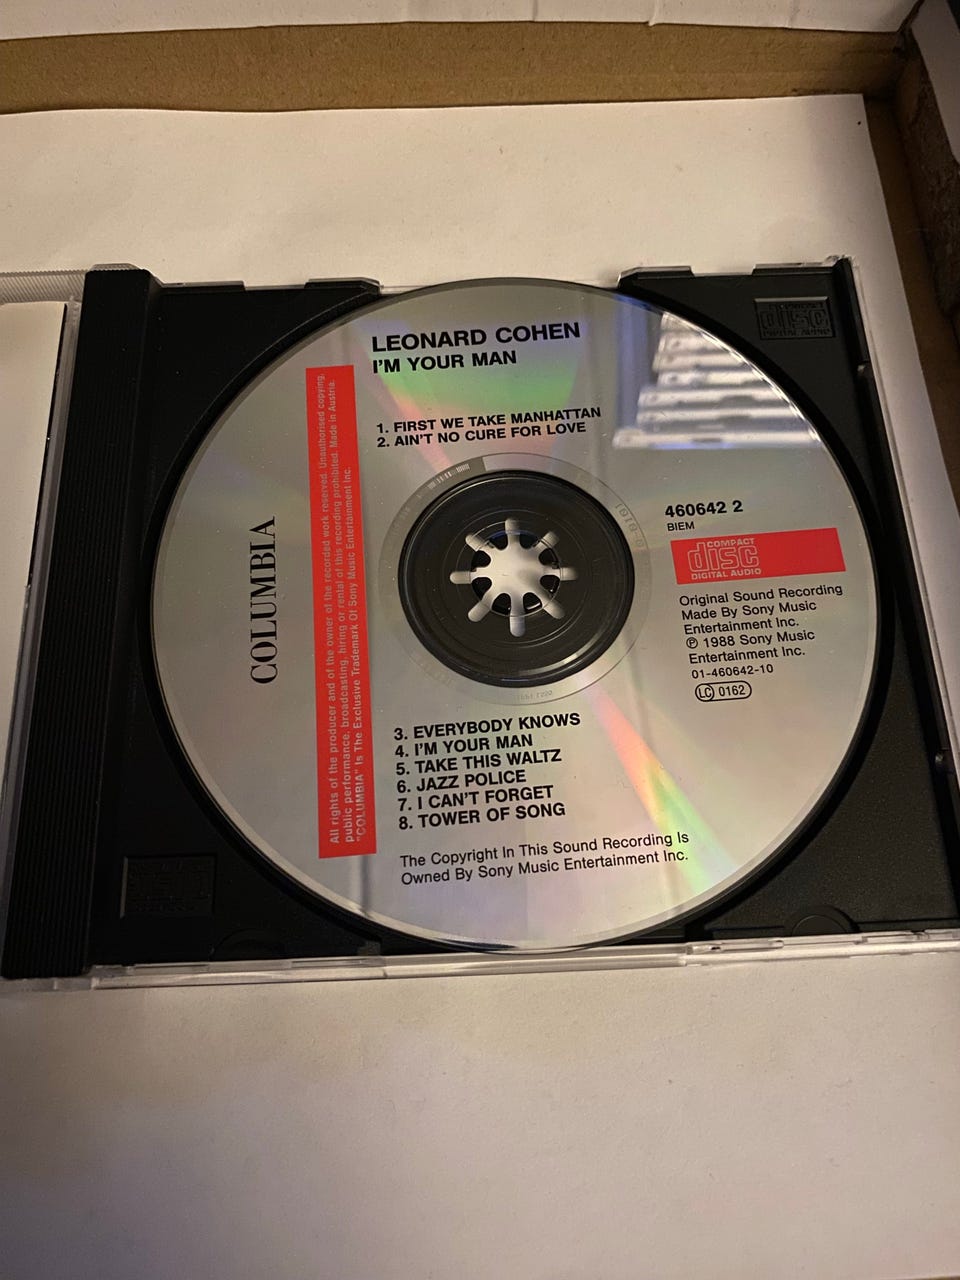 LEONARD COHEN
I'M YOUR MAN
1. FIRST WE TAKE MANHATTAN
2. AIN'T NO CURE FOR LOVE
COLUMBIA
All rights of the producer and of the owner of the recorded work reserved. Unauthorised copying,
public performance, broadcasting, hiring or rental of this recording prohibited. Made in Austria.
"COLUMBIA" Is The Exclusive Trademark Of Sony Music Entertainment Inc.
460642 2
BIEM
COMPACT
disc
DIGITAL AUDIO
Original Sound Recording
Made By Sony Music
Entertainment Inc.
℗ 1988 Sony Music
Entertainment Inc.
01-460642-10
LC 0162
3. EVERYBODY KNOWS
4. I'M YOUR MAN
5. TAKE THIS WALTZ
6. JAZZ POLICE
7. I CAN'T FORGET
8. TOWER OF SONG
The Copyright In This Sound Recording Is
Owned By Sony Music Entertainment Inc.
disc